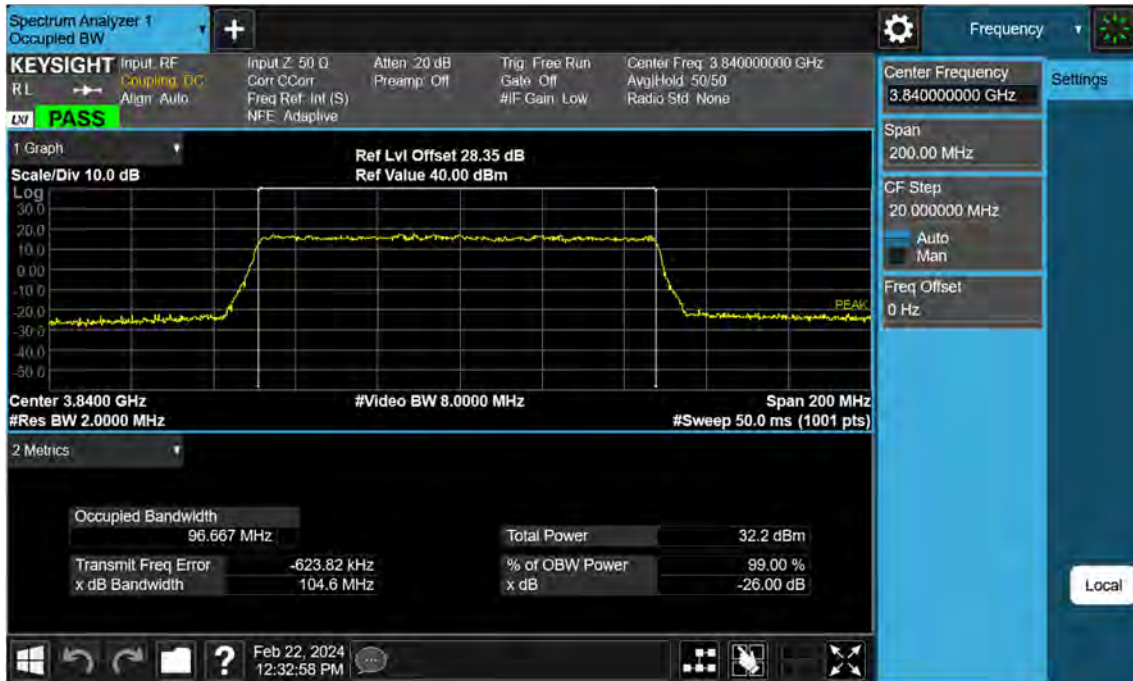 Spectrum Analyzer 1
Occupied BW
Frequency
KEYSIGHT
RL
LXI
PASS
Input: RF
Coupling: DC
Align: Auto
Input Z: 50 Ω
Corr CCorr
Freq Ref: Int (S)
NFE: Adaptive
Atten: 20 dB
Preamp: Off
Trig: Free Run
Gate: Off
#IF Gain: Low
Center Freq: 3.840000000 GHz
Avg|Hold: 50/50
Radio Std: None
1 Graph
Scale/Div 10.0 dB
Ref Lvl Offset 28.35 dB
Ref Value 40.00 dBm
Log
30.0
20.0
10.0
0.00
-10.0
-20.0
-30.0
-40.0
-50.0
PEAK
Center 3.8400 GHz
#Video BW 8.0000 MHz
Span 200 MHz
#Res BW 2.0000 MHz
#Sweep 50.0 ms (1001 pts)
2 Metrics
Occupied Bandwidth
96.667 MHz
Total Power 32.2 dBm
Transmit Freq Error -623.82 kHz
% of OBW Power 99.00 %
x dB Bandwidth 104.6 MHz
x dB -26.00 dB
Feb 22, 2024
12:32:58 PM
Center Frequency
3.840000000 GHz
Settings
Span
200.00 MHz
CF Step
20.000000 MHz
Auto
Man
Freq Offset
0 Hz
Local